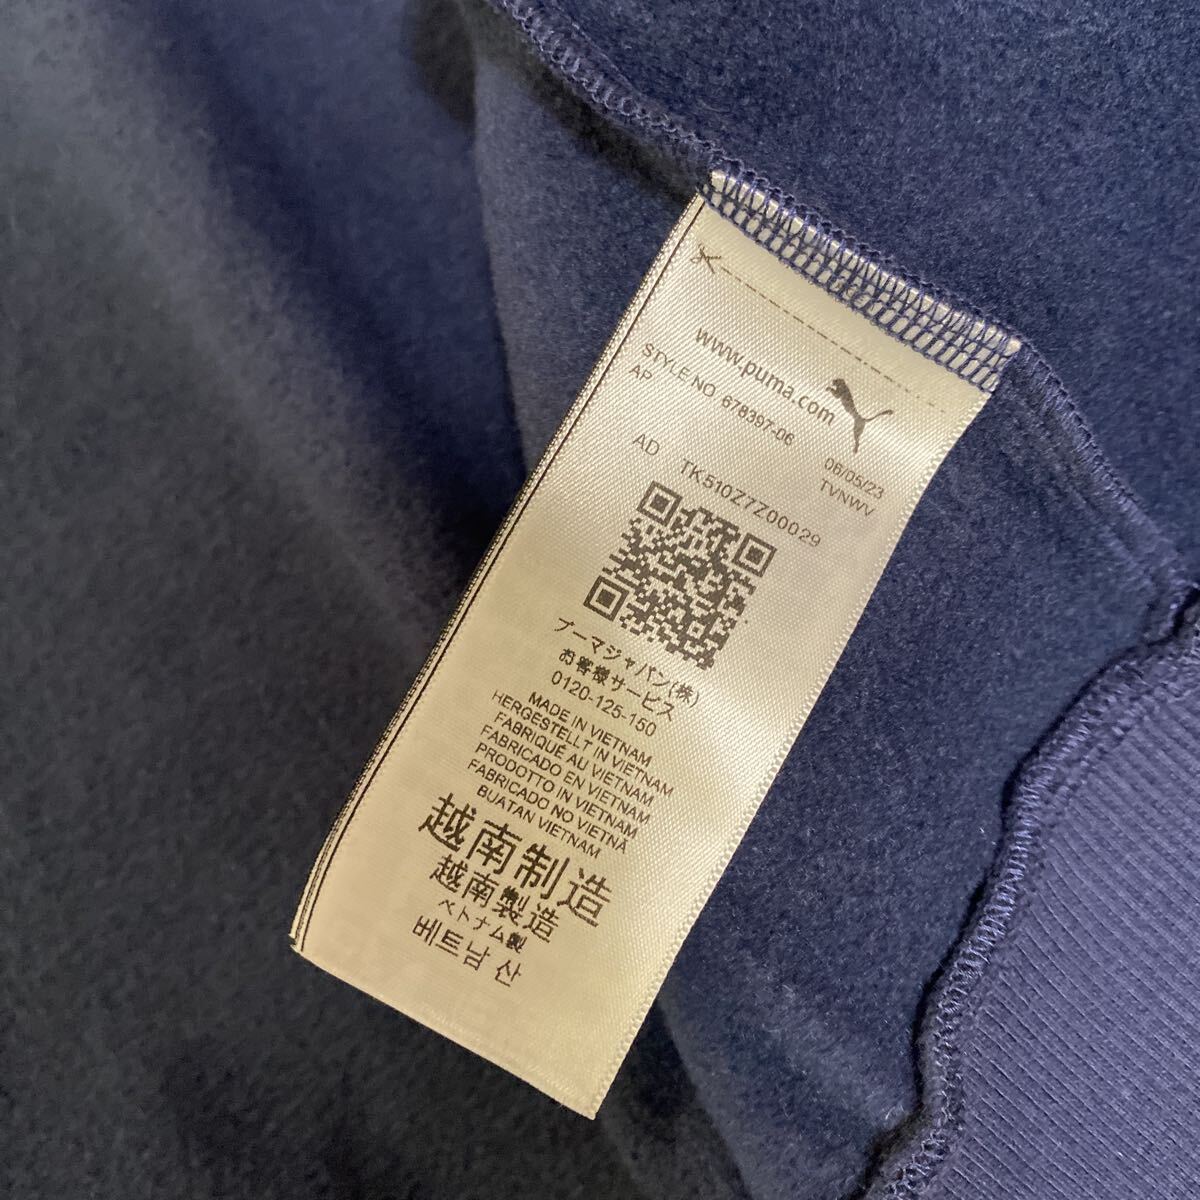 www.puma.com
STYLE NO 678397-06 06/05/23
AP TVNWV
AD TK510Z7Z00029
プーマジャパン(株)
お客様サービス
0120-125-150
MADE IN VIETNAM
HERGESTELLT IN VIETNAM
FABRIQUÉ AU VIETNAM
FABRICADO EN VIETNAM
PRODOTTO IN VIETNAM
FABRICADO NO VIETNÃ
BUATAN VIETNAM
越南制造
越南製造
ベトナム製
베트남 산